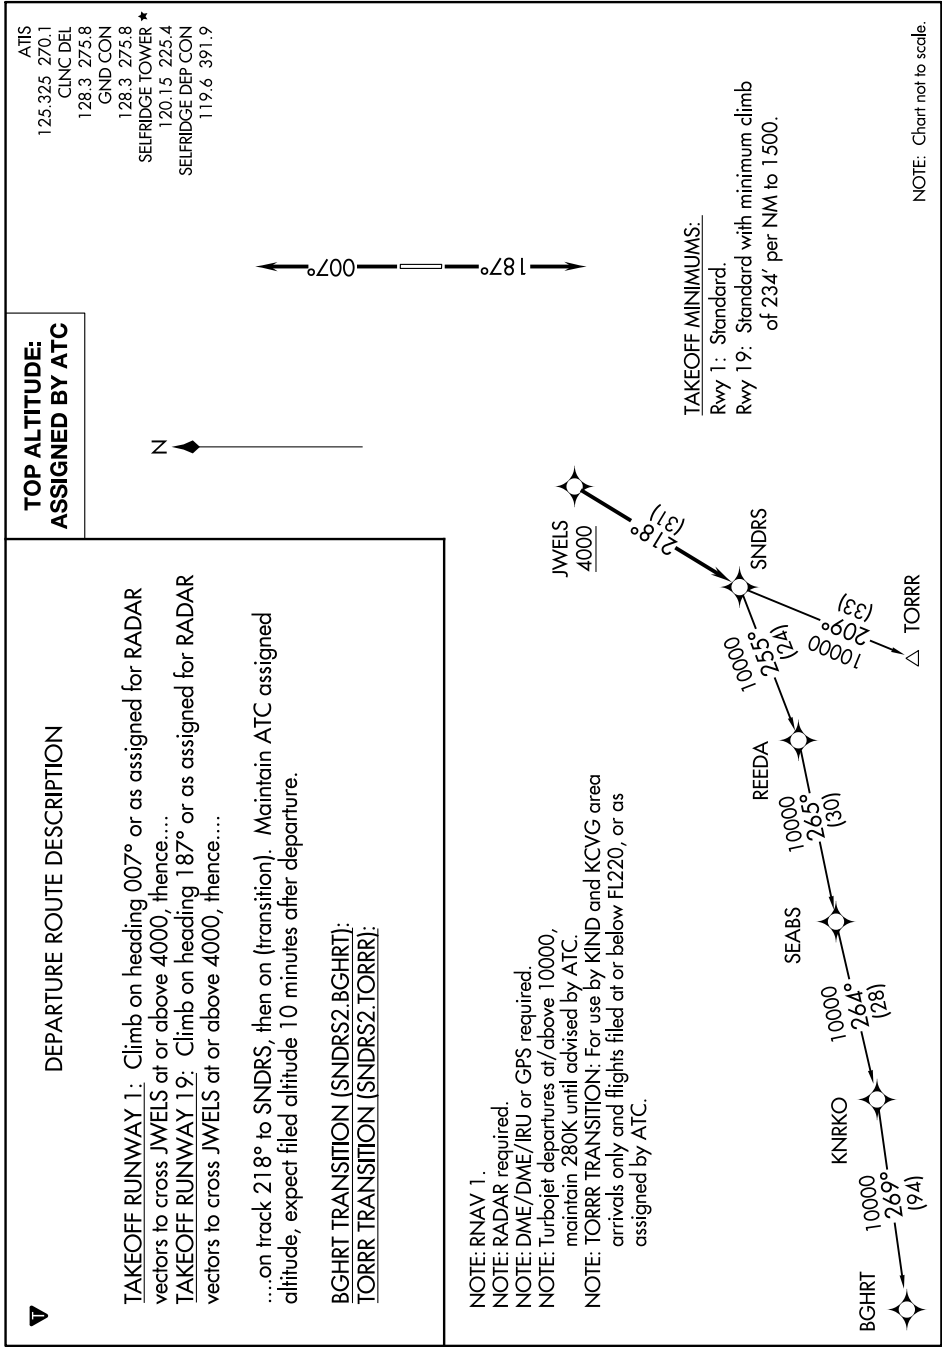 DEPARTURE ROUTE DESCRIPTION
T
TAKEOFF RUNWAY 1: Climb on heading 007° or as assigned for RADAR
vectors to cross JWELS at or above 4000, thence....
TAKEOFF RUNWAY 19: Climb on heading 187° or as assigned for RADAR
vectors to cross JWELS at or above 4000, thence....
....on track 218° to SNDRS, then on (transition). Maintain ATC assigned
altitude, expect filed altitude 10 minutes after departure.
BGHRT TRANSITION (SNDRS2.BGHRT):
TORRR TRANSITION (SNDRS2.TORRR):
TOP ALTITUDE:
ASSIGNED BY ATC
ATIS
125.325 270.1
CLNC DEL
128.3 275.8
GND CON
128.3 275.8
SELFRIDGE TOWER ★
120.15 225.4
SELFRIDGE DEP CON
119.6 391.9
N
007°
187°
NOTE: RNAV 1.
NOTE: RADAR required.
NOTE: DME/DME/IRU or GPS required.
NOTE: Turbojet departures at/above 10000,
maintain 280K until advised by ATC.
NOTE: TORRR TRANSITION: For use by KIND and KCVG area
arrivals only and flights filed at or below FL220, or as
assigned by ATC.
JWELS
4000
218°
(31)
SNDRS
10000
255°
(24)
10000
209°
(33)
TORRR
REEDA
10000
265°
(30)
SEABS
10000
264°
(28)
KNRKO
10000
269°
(94)
BGHRT
TAKEOFF MINIMUMS:
Rwy 1: Standard.
Rwy 19: Standard with minimum climb
of 234' per NM to 1500.
NOTE: Chart not to scale.